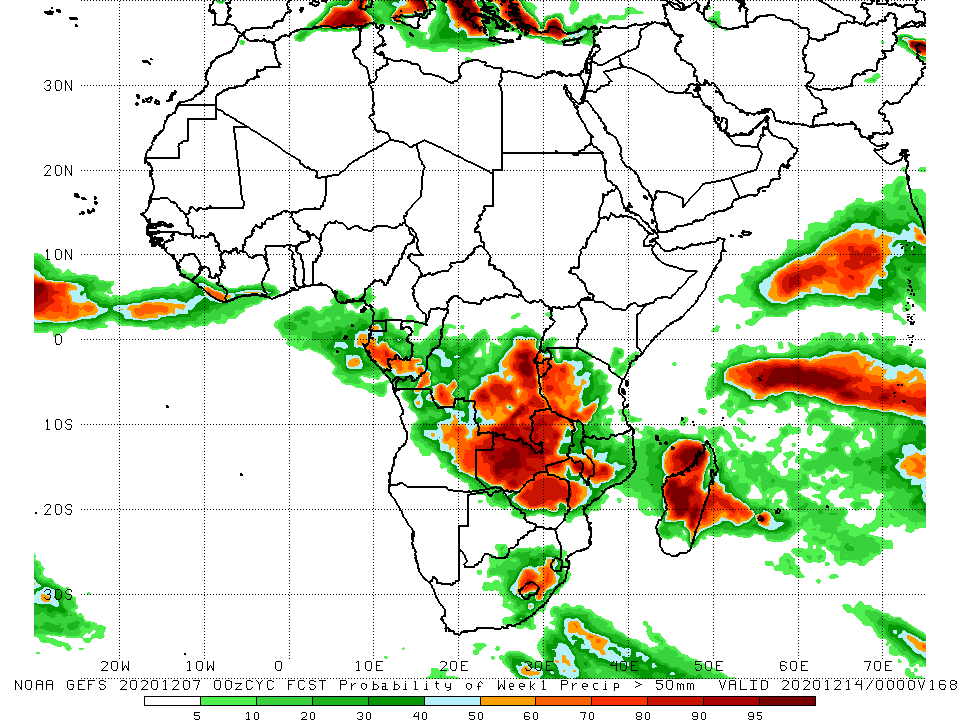 30N
20N
10N
0
10S
20S
30S
20W 10W 0 10E 20E 30E 40E 50E 60E 70E
NOAA GEFS 20201207 00zCYC FCST Probability of Week1 Precip > 50mm VALID 20201214/0000V168
5 10 20 30 40 50 60 70 80 90 95